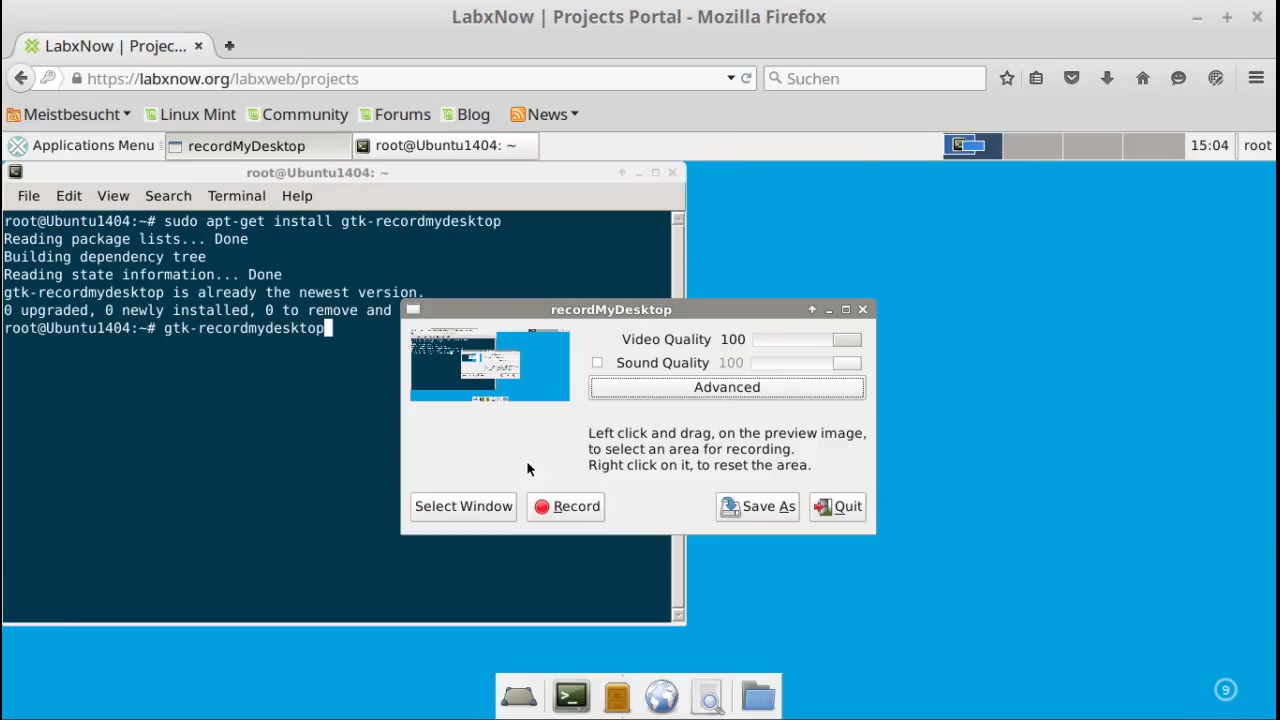 LabxNow | Projects Portal - Mozilla Firefox
LabxNow | Projec...
https://labxnow.org/labxweb/projects
Suchen
Meistbesucht
Linux Mint
Community
Forums
Blog
News
Applications Menu
recordMyDesktop
root@Ubuntu1404: ~
15:04
root
root@Ubuntu1404: ~
File Edit View Search Terminal Help
root@Ubuntu1404:~# sudo apt-get install gtk-recordmydesktop
Reading package lists... Done
Building dependency tree
Reading state information... Done
gtk-recordmydesktop is already the newest version.
0 upgraded, 0 newly installed, 0 to remove and
root@Ubuntu1404:~# gtk-recordmydesktop
recordMyDesktop
Video Quality 100
Sound Quality 100
Advanced
Left click and drag, on the preview image,
to select an area for recording.
Right click on it, to reset the area.
Select Window
Record
Save As
Quit
9